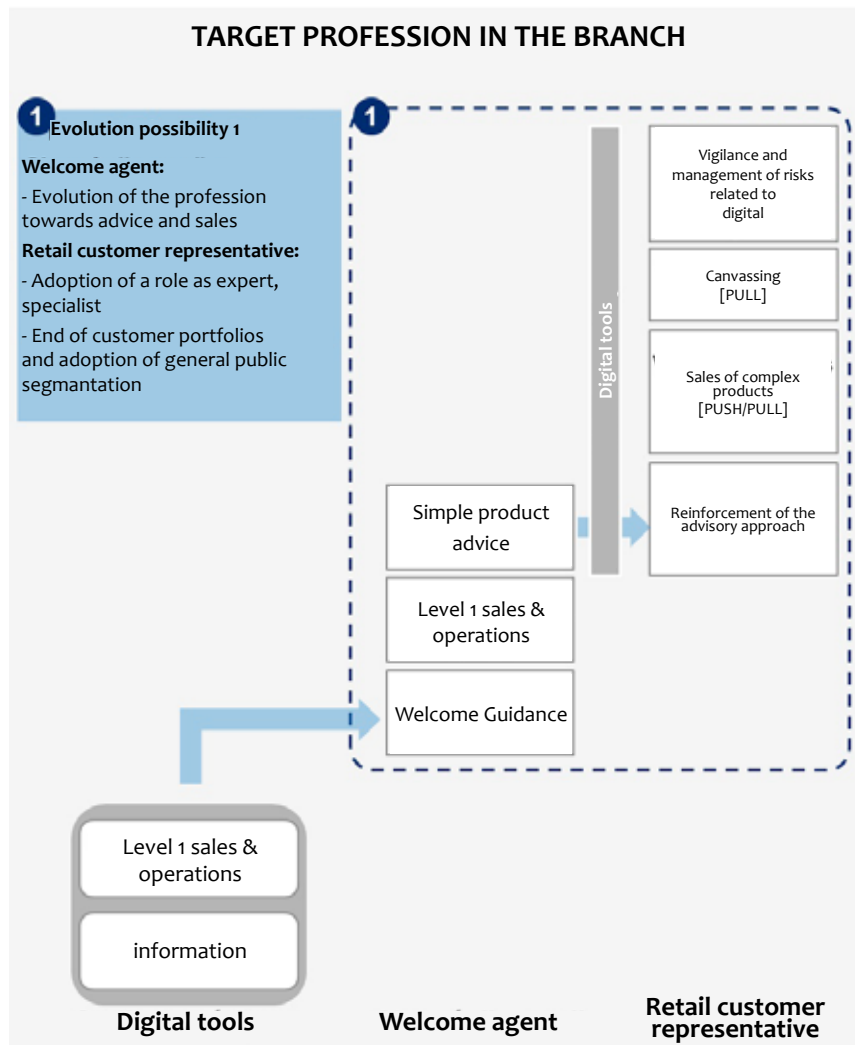 TARGET PROFESSION IN THE BRANCH
1
Evolution possibility 1
Welcome agent:
- Evolution of the profession
towards advice and sales
Retail customer representative:
- Adoption of a role as expert,
specialist
- End of customer portfolios
and adoption of general public
segmantation
1
Digital tools
Vigilance and
management of risks
related to
digital
Canvassing
[PULL]
Sales of complex
products
[PUSH/PULL]
Reinforcement of the
advisory approach
Simple product
advice
Level 1 sales &
operations
Welcome Guidance
Level 1 sales &
operations
information
Digital tools
Welcome agent
Retail customer
representative